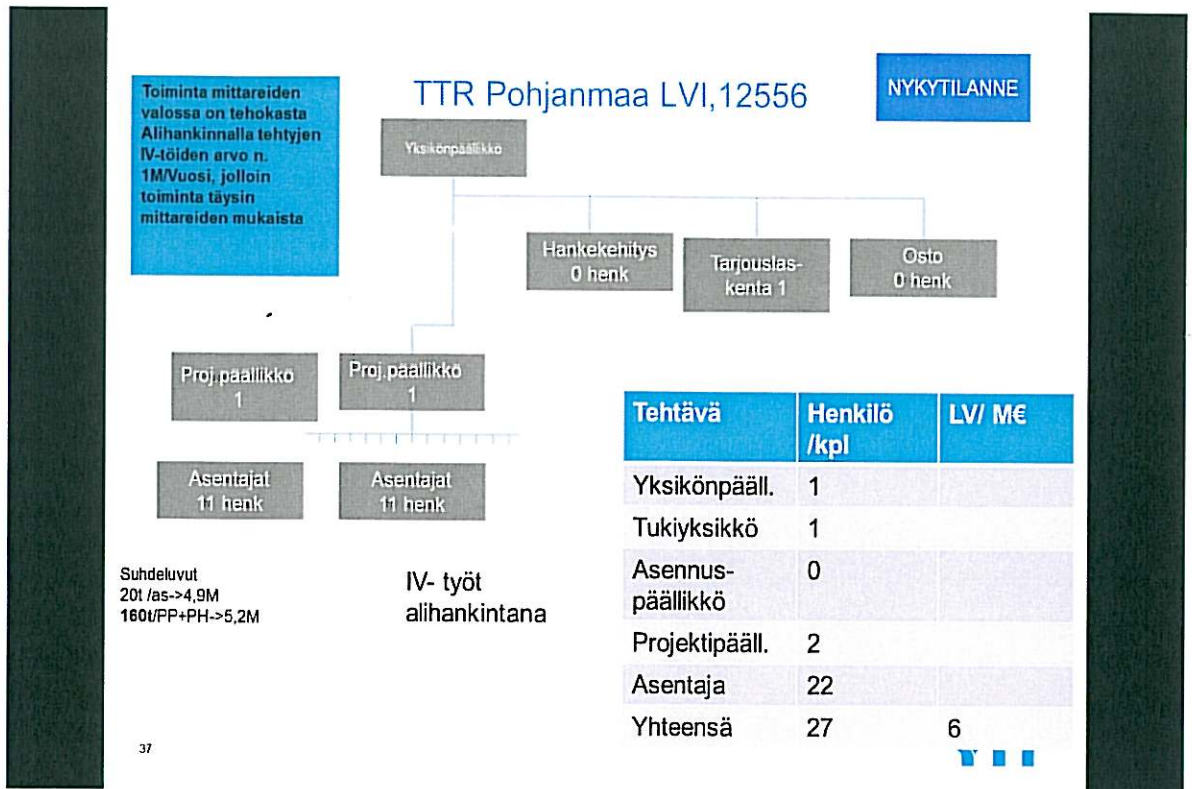 Toiminta mittareiden
valossa on tehokasta
Alihankinnalla tehtyjen
IV-töiden arvo n.
1M/Vuosi, jolloin
toiminta täysin
mittareiden mukaista
TTR Pohjanmaa LVI,12556
NYKYTILANNE
Yksikönpäällikkö
Hankekehitys
0 henk
Tarjouslas-
kenta 1
Osto
0 henk
Proj.päällikkö
1
Proj.päällikkö
1
Asentajat
11 henk
Asentajat
11 henk
Suhdeluvut
20t /as->4,9M
160t/PP+PH->5,2M
IV- työt
alihankintana
Tehtävä Henkilö LV/ M€
/kpl
Yksikönpääll. 1
Tukiyksikkö 1
Asennus- 0
päällikkö
Projektipääll. 2
Asentaja 22
Yhteensä 27 6
37